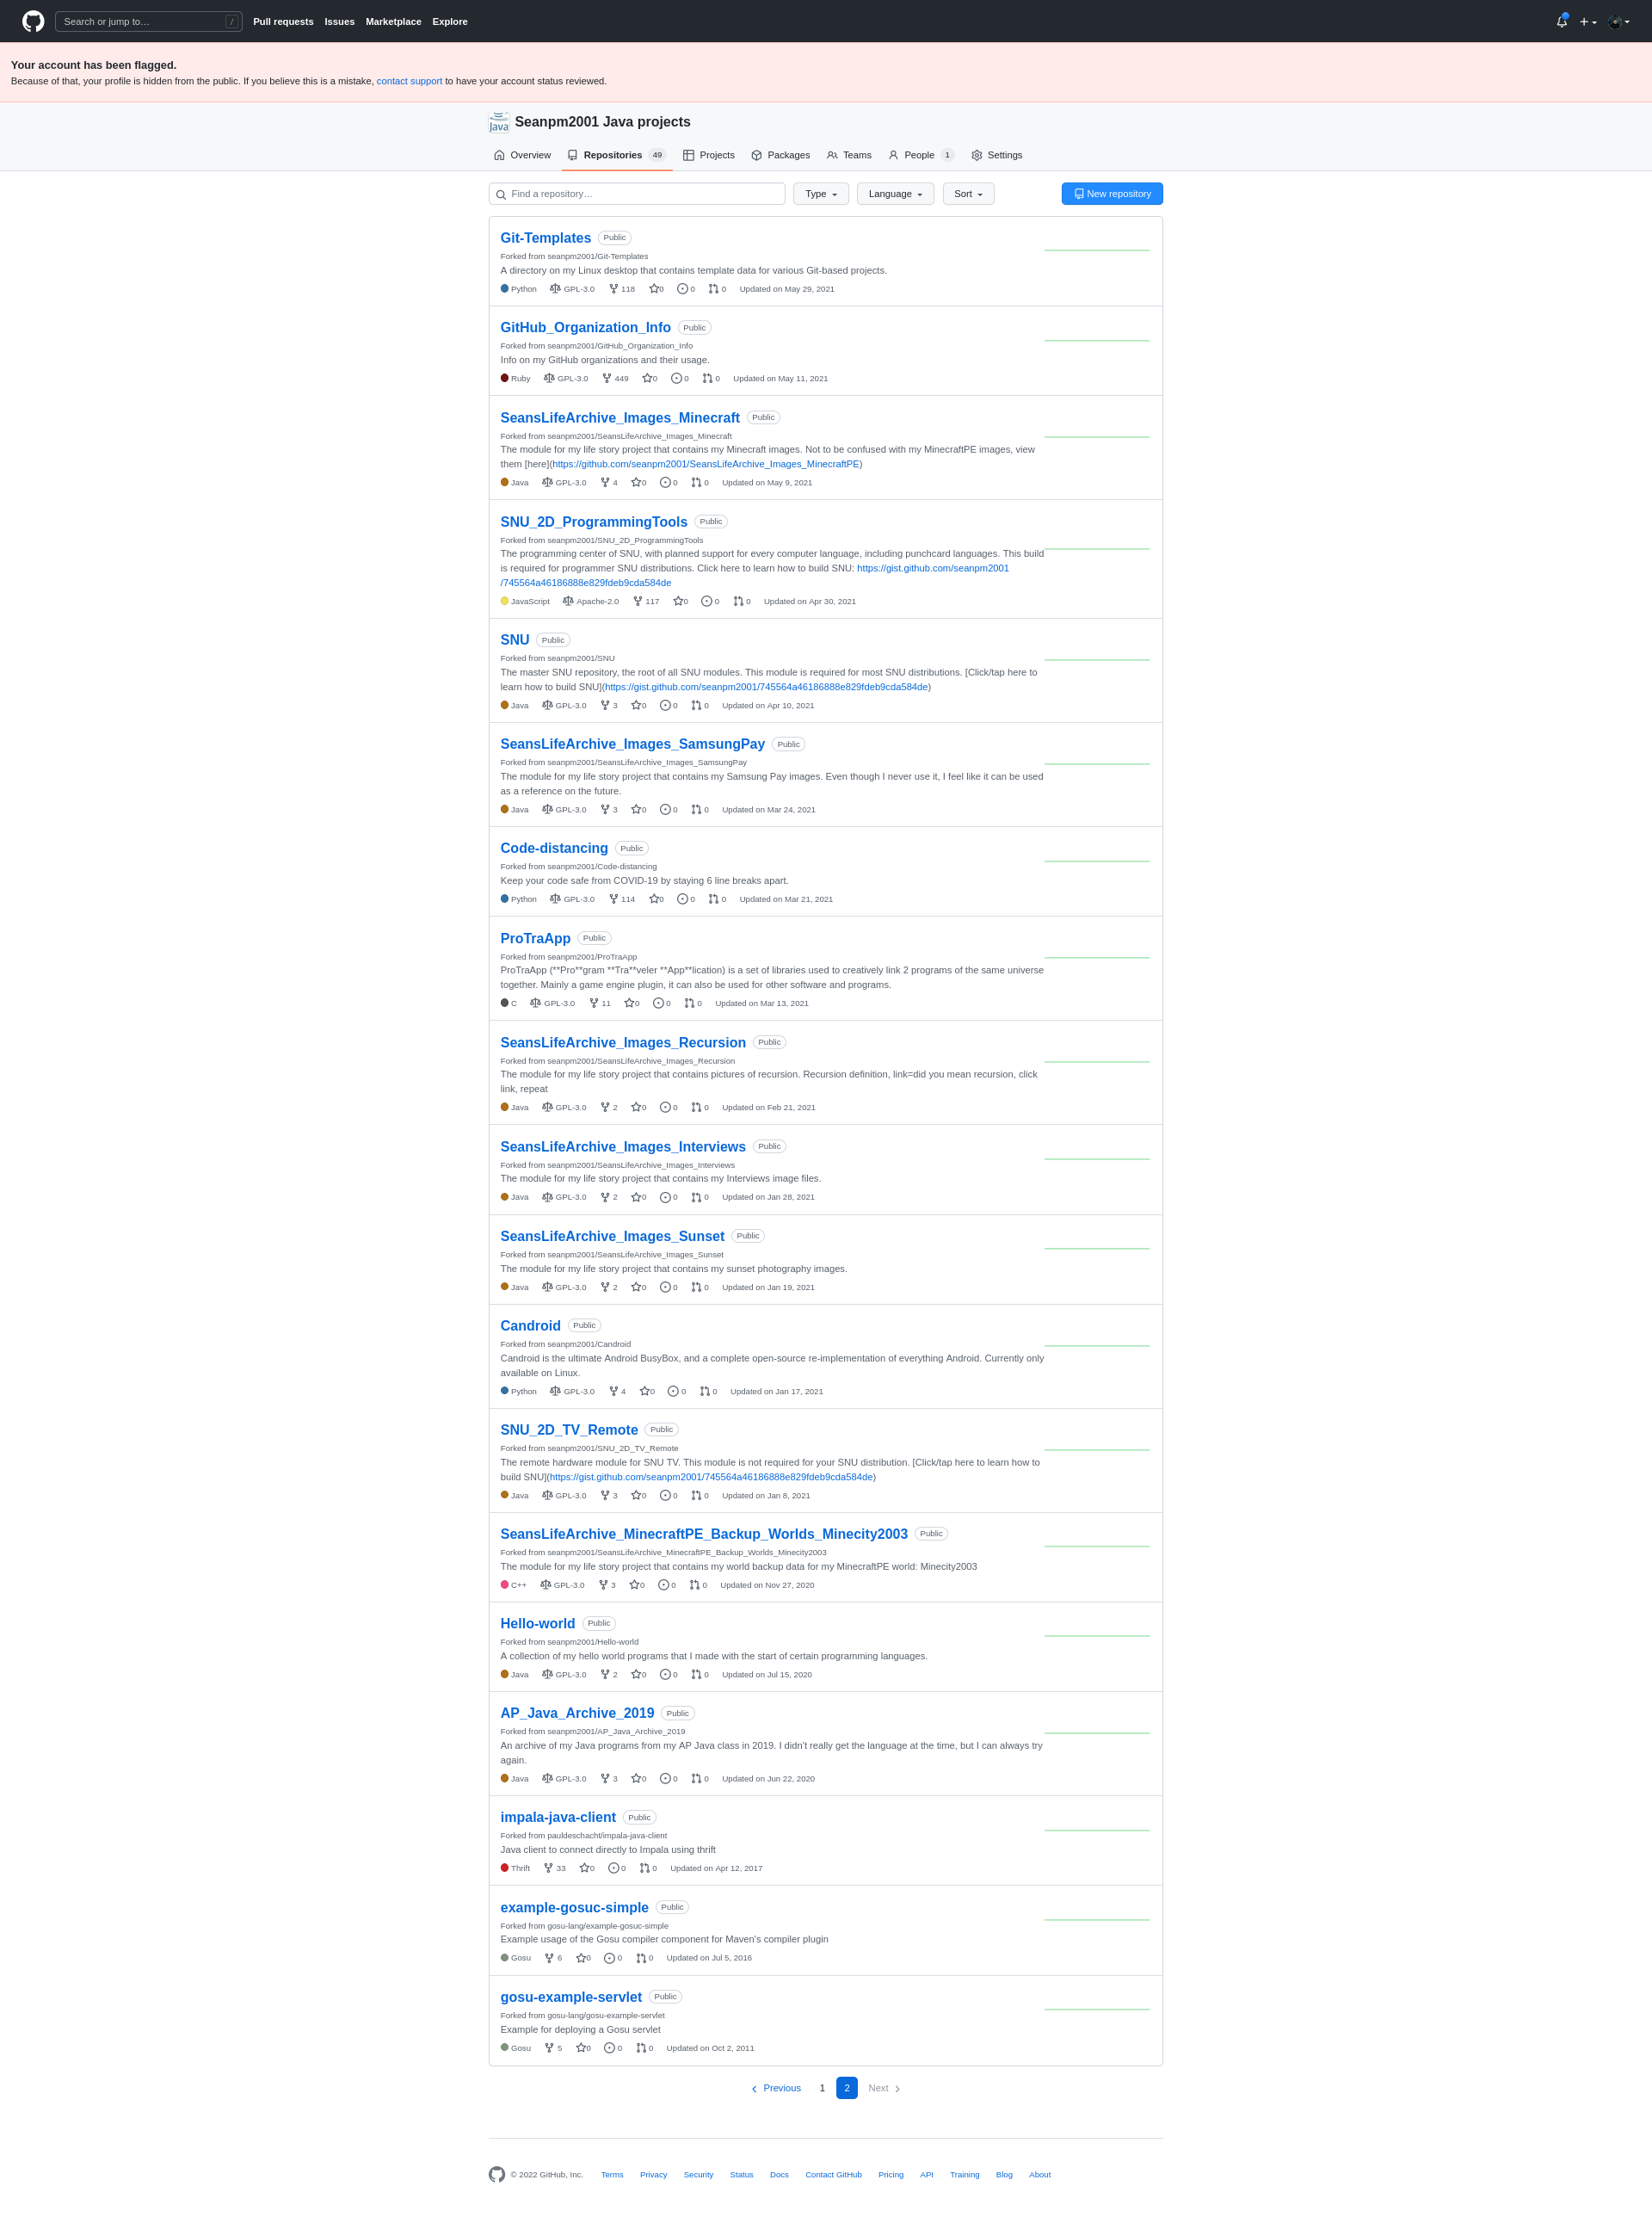 Search or jump to… /
Pull requests Issues Marketplace Explore
Your account has been flagged.
Because of that, your profile is hidden from the public. If you believe this is a mistake, contact support to have your account status reviewed.
Java Seanpm2001 Java projects
Overview Repositories 49 Projects Packages Teams People 1 Settings
Find a repository… Type Language Sort New repository
Git-Templates Public
Forked from seanpm2001/Git-Templates
A directory on my Linux desktop that contains template data for various Git-based projects.
Python GPL-3.0 118 0 0 0 Updated on May 29, 2021
GitHub_Organization_Info Public
Forked from seanpm2001/GitHub_Organization_Info
Info on my GitHub organizations and their usage.
Ruby GPL-3.0 449 0 0 0 Updated on May 11, 2021
SeansLifeArchive_Images_Minecraft Public
Forked from seanpm2001/SeansLifeArchive_Images_Minecraft
The module for my life story project that contains my Minecraft images. Not to be confused with my MinecraftPE images, view
them [here](https://github.com/seanpm2001/SeansLifeArchive_Images_MinecraftPE)
Java GPL-3.0 4 0 0 0 Updated on May 9, 2021
SNU_2D_ProgrammingTools Public
Forked from seanpm2001/SNU_2D_ProgrammingTools
The programming center of SNU, with planned support for every computer language, including punchcard languages. This build
is required for programmer SNU distributions. Click here to learn how to build SNU: https://gist.github.com/seanpm2001
/745564a46186888e829fdeb9cda584de
JavaScript Apache-2.0 117 0 0 0 Updated on Apr 30, 2021
SNU Public
Forked from seanpm2001/SNU
The master SNU repository, the root of all SNU modules. This module is required for most SNU distributions. [Click/tap here to
learn how to build SNU](https://gist.github.com/seanpm2001/745564a46186888e829fdeb9cda584de)
Java GPL-3.0 3 0 0 0 Updated on Apr 10, 2021
SeansLifeArchive_Images_SamsungPay Public
Forked from seanpm2001/SeansLifeArchive_Images_SamsungPay
The module for my life story project that contains my Samsung Pay images. Even though I never use it, I feel like it can be used
as a reference on the future.
Java GPL-3.0 3 0 0 0 Updated on Mar 24, 2021
Code-distancing Public
Forked from seanpm2001/Code-distancing
Keep your code safe from COVID-19 by staying 6 line breaks apart.
Python GPL-3.0 114 0 0 0 Updated on Mar 21, 2021
ProTraApp Public
Forked from seanpm2001/ProTraApp
ProTraApp (**Pro**gram **Tra**veler **App**lication) is a set of libraries used to creatively link 2 programs of the same universe
together. Mainly a game engine plugin, it can also be used for other software and programs.
C GPL-3.0 11 0 0 0 Updated on Mar 13, 2021
SeansLifeArchive_Images_Recursion Public
Forked from seanpm2001/SeansLifeArchive_Images_Recursion
The module for my life story project that contains pictures of recursion. Recursion definition, link=did you mean recursion, click
link, repeat
Java GPL-3.0 2 0 0 0 Updated on Feb 21, 2021
SeansLifeArchive_Images_Interviews Public
Forked from seanpm2001/SeansLifeArchive_Images_Interviews
The module for my life story project that contains my Interviews image files.
Java GPL-3.0 2 0 0 0 Updated on Jan 28, 2021
SeansLifeArchive_Images_Sunset Public
Forked from seanpm2001/SeansLifeArchive_Images_Sunset
The module for my life story project that contains my sunset photography images.
Java GPL-3.0 2 0 0 0 Updated on Jan 19, 2021
Candroid Public
Forked from seanpm2001/Candroid
Candroid is the ultimate Android BusyBox, and a complete open-source re-implementation of everything Android. Currently only
available on Linux.
Python GPL-3.0 4 0 0 0 Updated on Jan 17, 2021
SNU_2D_TV_Remote Public
Forked from seanpm2001/SNU_2D_TV_Remote
The remote hardware module for SNU TV. This module is not required for your SNU distribution. [Click/tap here to learn how to
build SNU](https://gist.github.com/seanpm2001/745564a46186888e829fdeb9cda584de)
Java GPL-3.0 3 0 0 0 Updated on Jan 8, 2021
SeansLifeArchive_MinecraftPE_Backup_Worlds_Minecity2003 Public
Forked from seanpm2001/SeansLifeArchive_MinecraftPE_Backup_Worlds_Minecity2003
The module for my life story project that contains my world backup data for my MinecraftPE world: Minecity2003
C++ GPL-3.0 3 0 0 0 Updated on Nov 27, 2020
Hello-world Public
Forked from seanpm2001/Hello-world
A collection of my hello world programs that I made with the start of certain programming languages.
Java GPL-3.0 2 0 0 0 Updated on Jul 15, 2020
AP_Java_Archive_2019 Public
Forked from seanpm2001/AP_Java_Archive_2019
An archive of my Java programs from my AP Java class in 2019. I didn't really get the language at the time, but I can always try
again.
Java GPL-3.0 3 0 0 0 Updated on Jun 22, 2020
impala-java-client Public
Forked from pauldeschacht/impala-java-client
Java client to connect directly to Impala using thrift
Thrift 33 0 0 0 Updated on Apr 12, 2017
example-gosuc-simple Public
Forked from gosu-lang/example-gosuc-simple
Example usage of the Gosu compiler component for Maven's compiler plugin
Gosu 6 0 0 0 Updated on Jul 5, 2016
gosu-example-servlet Public
Forked from gosu-lang/gosu-example-servlet
Example for deploying a Gosu servlet
Gosu 5 0 0 0 Updated on Oct 2, 2011
Previous 1 2 Next
© 2022 GitHub, Inc. Terms Privacy Security Status Docs Contact GitHub Pricing API Training Blog About